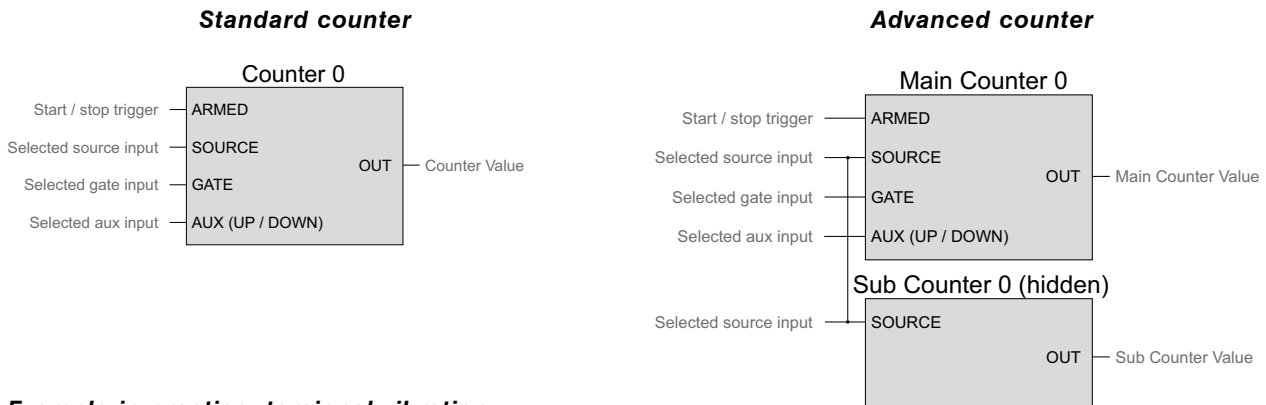 Standard counter
Counter 0
Start / stop trigger
ARMED
Selected source input
SOURCE
OUT
Counter Value
Selected gate input
GATE
Selected aux input
AUX (UP / DOWN)
Advanced counter
Main Counter 0
Start / stop trigger
ARMED
Selected source input
SOURCE
OUT
Main Counter Value
Selected gate input
GATE
Selected aux input
AUX (UP / DOWN)
Sub Counter 0 (hidden)
Selected source input
SOURCE
OUT
Sub Counter Value